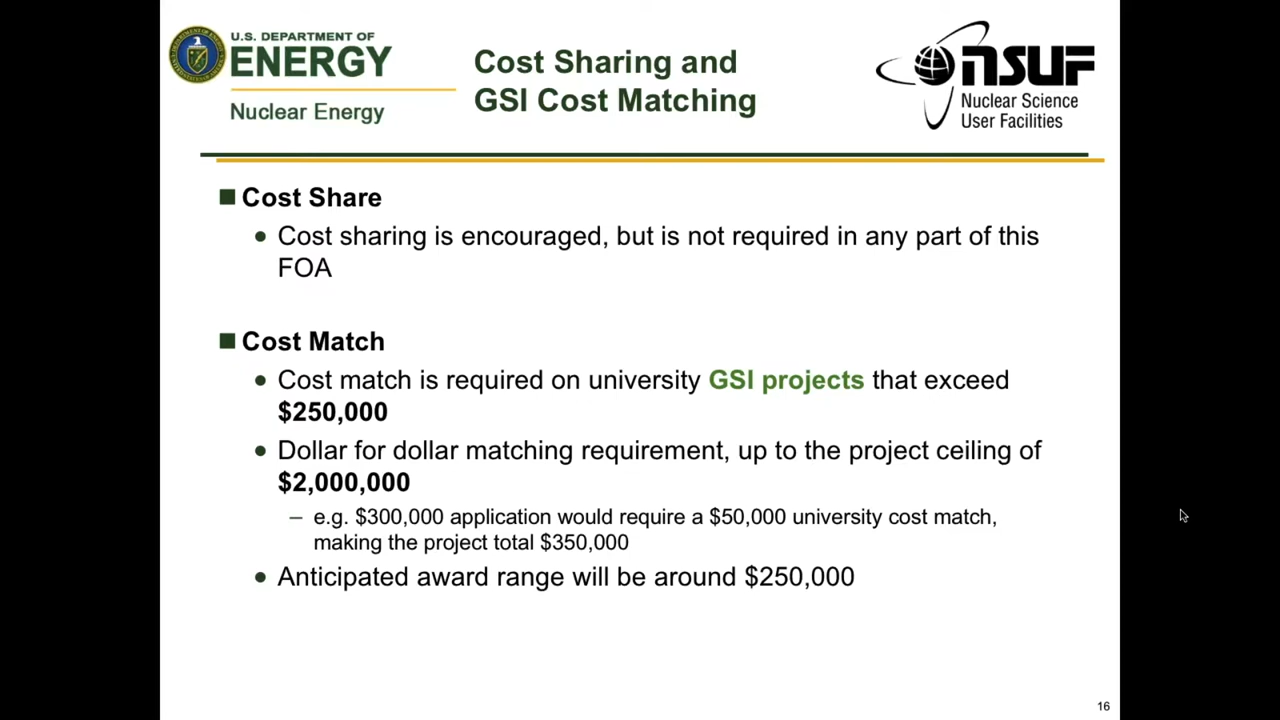 U.S. DEPARTMENT OF
ENERGY
Nuclear Energy
Cost Sharing and
GSI Cost Matching
NSUF
Nuclear Science
User Facilities
■ Cost Share
• Cost sharing is encouraged, but is not required in any part of this
FOA
■ Cost Match
• Cost match is required on university GSI projects that exceed
$250,000
• Dollar for dollar matching requirement, up to the project ceiling of
$2,000,000
– e.g. $300,000 application would require a $50,000 university cost match,
making the project total $350,000
• Anticipated award range will be around $250,000
16